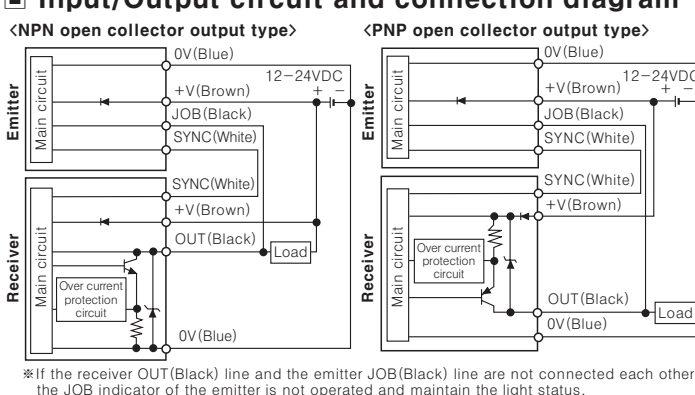 Input/Output circuit and connection diagram
<NPN open collector output type>
Emitter
Main circuit
0V(Blue)
12-24VDC
+V(Brown)
+ -
JOB(Black)
SYNC(White)
Receiver
Main circuit
SYNC(White)
+V(Brown)
OUT(Black)
Load
Over current
protection
circuit
0V(Blue)
<PNP open collector output type>
Emitter
Main circuit
0V(Blue)
12-24VDC
+V(Brown)
+ -
JOB(Black)
SYNC(White)
Receiver
Main circuit
SYNC(White)
+V(Brown)
Over current
protection
circuit
OUT(Black)
Load
0V(Blue)
※If the receiver OUT(Black) line and the emitter JOB(Black) line are not connected each other
the JOB indicator of the emitter is not operated and maintain the light status.